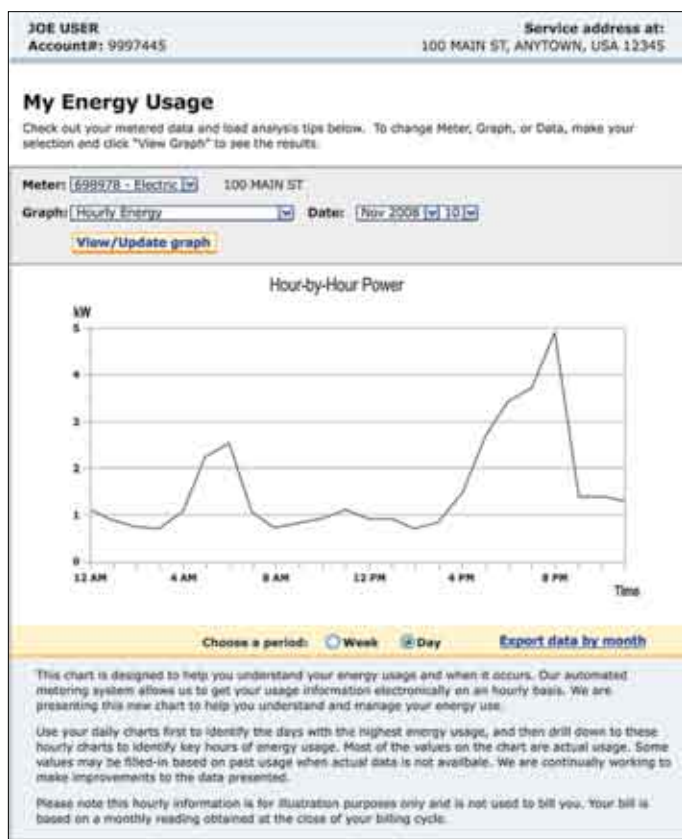 JOE USER
Account#: 9997445
Service address at:
100 MAIN ST, ANYTOWN, USA 12345
My Energy Usage
Check out your metered data and load analysis tips below. To change Meter, Graph, or Data, make your
selection and click "View Graph" to see the results.
Meter: 698978 - Electric 100 MAIN ST
Graph: Hourly Energy Date: Nov 2008 10
View/Update graph
Hour-by-Hour Power
kW
5
4
3
2
1
0
12 AM 4 AM 8 AM 12 PM 4 PM 8 PM
Time
Choose a period: Week Day Export data by month
This chart is designed to help you understand your energy usage and when it occurs. Our automated
metering system allows us to get your usage information electronically on an hourly basis. We are
presenting this new chart to help you understand and manage your energy use.
Use your daily charts first to identify the days with the highest energy usage, and then drill down to these
hourly charts to identify key hours of energy usage. Most of the values on the chart are actual usage. Some
values may be filled-in based on past usage when actual data is not availbale. We are continually working to
make improvements to the data presented.
Please note this hourly information is for illustration purposes only and is not used to bill you. Your bill is
based on a monthly reading obtained at the close of your billing cycle.